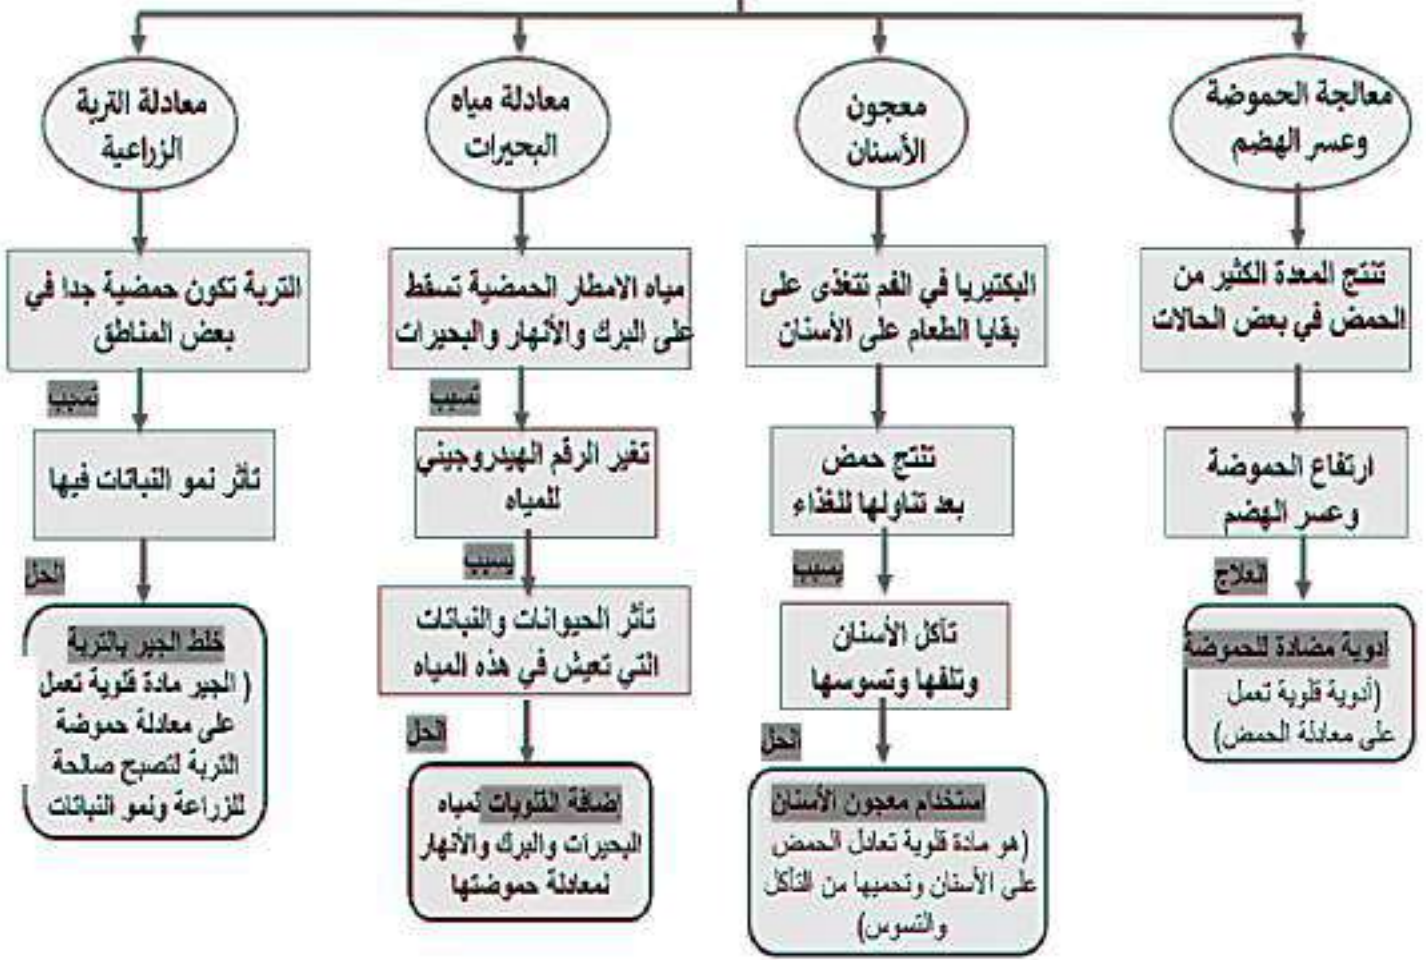 معالجة الحموضة
وعسر الهضم
تنتج المعدة الكثير من
الحمض في بعض الحالات
ارتفاع الحموضة
وعسر الهضم
العلاج
أدوية مضادة للحموضة
(أدوية قلوية تعمل
على معادلة الحمض)
معجون
الأسنان
البكتيريا في الفم تتغذى على
بقايا الطعام على الأسنان
تنتج حمض
بعد تناولها للغذاء
يسبب
تآكل الأسنان
وتلفها وتسوسها
الحل
استخدام معجون الأسنان
(هو مادة قلوية تعادل الحمض
على الأسنان وتحميها من التآكل
والتسوس)
معادلة مياه
البحيرات
مياه الامطار الحمضية تسقط
على البرك والأنهار والبحيرات
تسبب
تغير الرقم الهيدروجيني
للمياه
يسبب
تأثر الحيوانات والنباتات
التي تعيش في هذه المياه
الحل
إضافة القلويات لمياه
البحيرات والبرك والأنهار
لمعادلة حموضتها
معادلة التربة
الزراعية
التربة تكون حمضية جدا في
بعض المناطق
تسبب
تأثر نمو النباتات فيها
الحل
خلط الجير بالتربة
( الجير مادة قلوية تعمل
على معادلة حموضة
التربة لتصبح صالحة
للزراعة ونمو النباتات